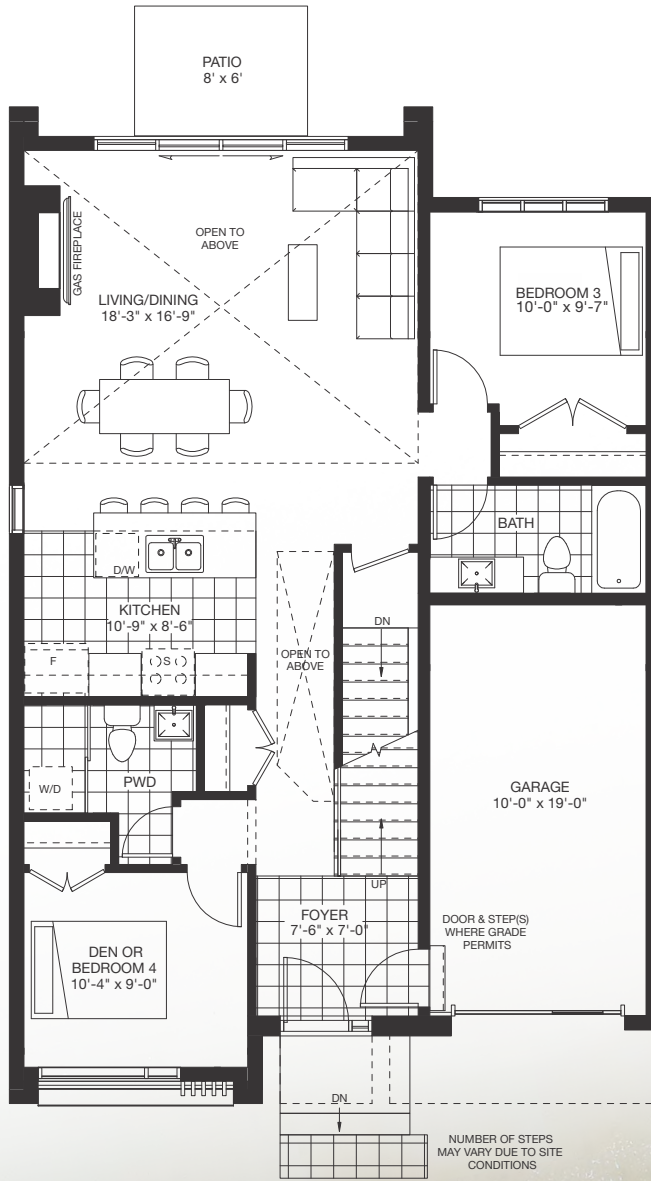 PATIO
8' x 6'
OPEN TO
ABOVE
GAS FIREPLACE
LIVING/DINING
18'-3" x 16'-9"
BEDROOM 3
10'-0" x 9'-7"
BATH
D/W
KITCHEN
10'-9" x 8'-6"
F
S
OPEN TO
ABOVE
DN
W/D
PWD
GARAGE
10'-0" x 19'-0"
UP
FOYER
7'-6" x 7'-0"
DOOR & STEP(S)
WHERE GRADE
PERMITS
DEN OR
BEDROOM 4
10'-4" x 9'-0"
DN
NUMBER OF STEPS
MAY VARY DUE TO SITE
CONDITIONS